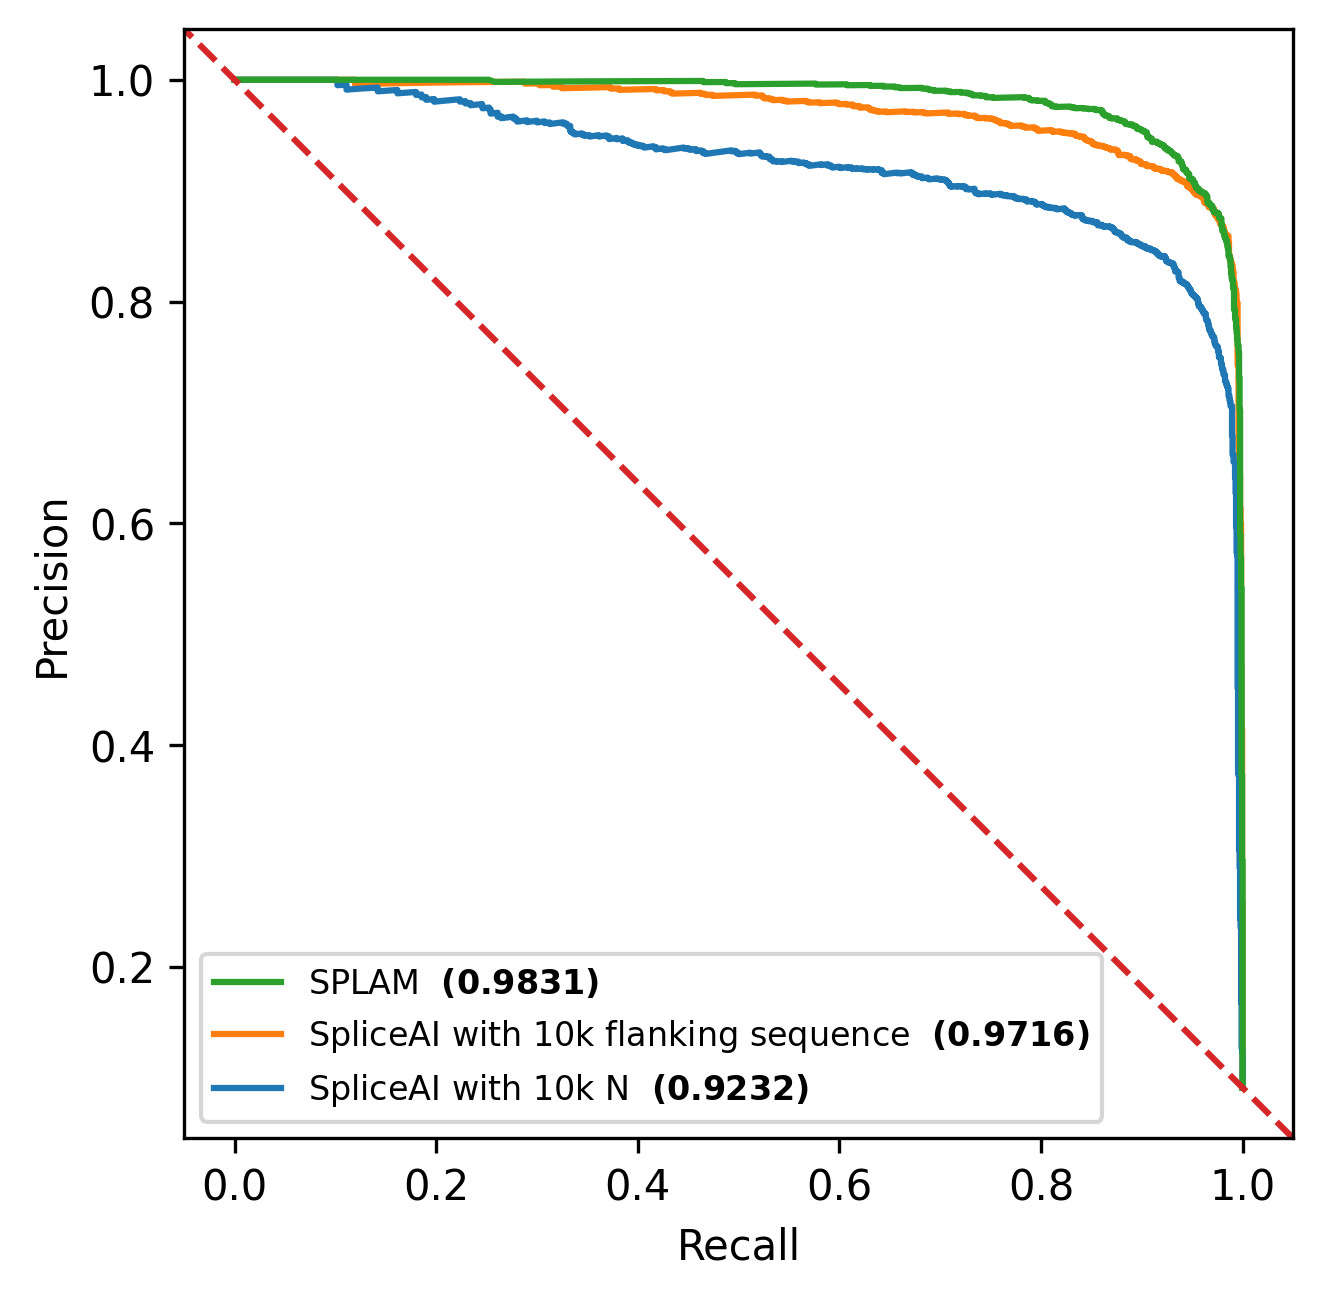 1.0
0.8
0.6
0.4
0.2
Precision
SPLAM (0.9831)
SpliceAI with 10k flanking sequence (0.9716)
SpliceAI with 10k N (0.9232)
0.0 0.2 0.4 0.6 0.8 1.0
Recall